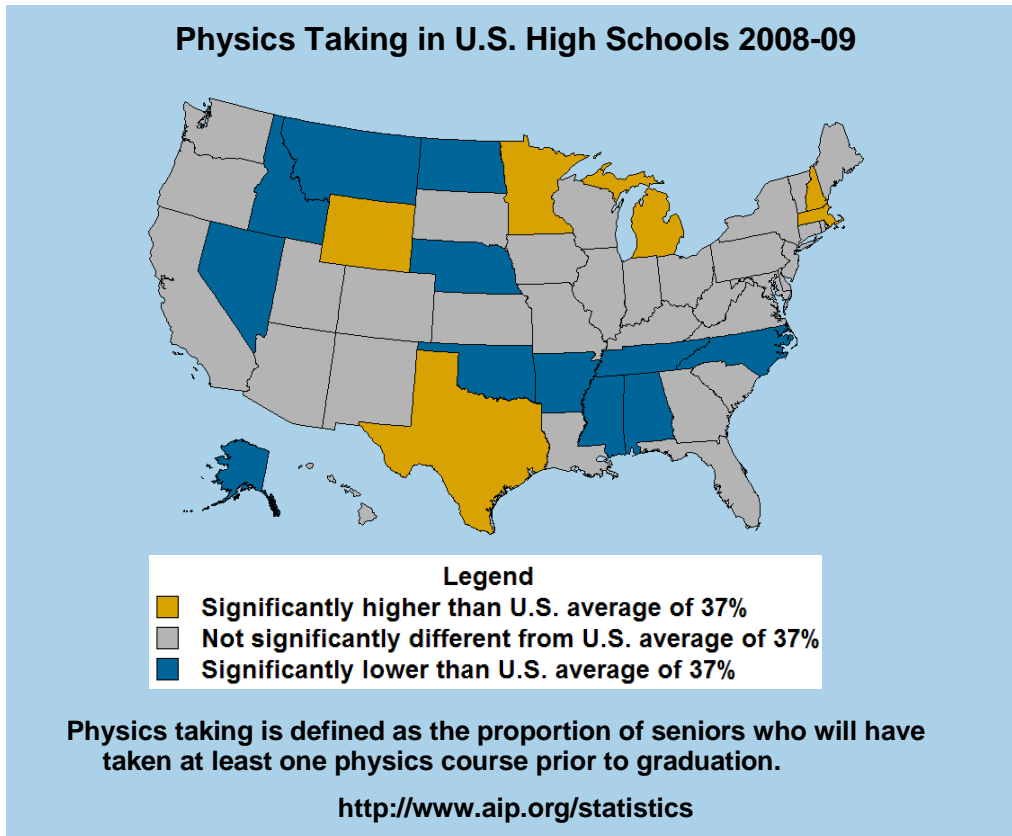 Physics Taking in U.S. High Schools 2008-09
Legend
Significantly higher than U.S. average of 37%
Not significantly different from U.S. average of 37%
Significantly lower than U.S. average of 37%
Physics taking is defined as the proportion of seniors who will have
taken at least one physics course prior to graduation.
http://www.aip.org/statistics